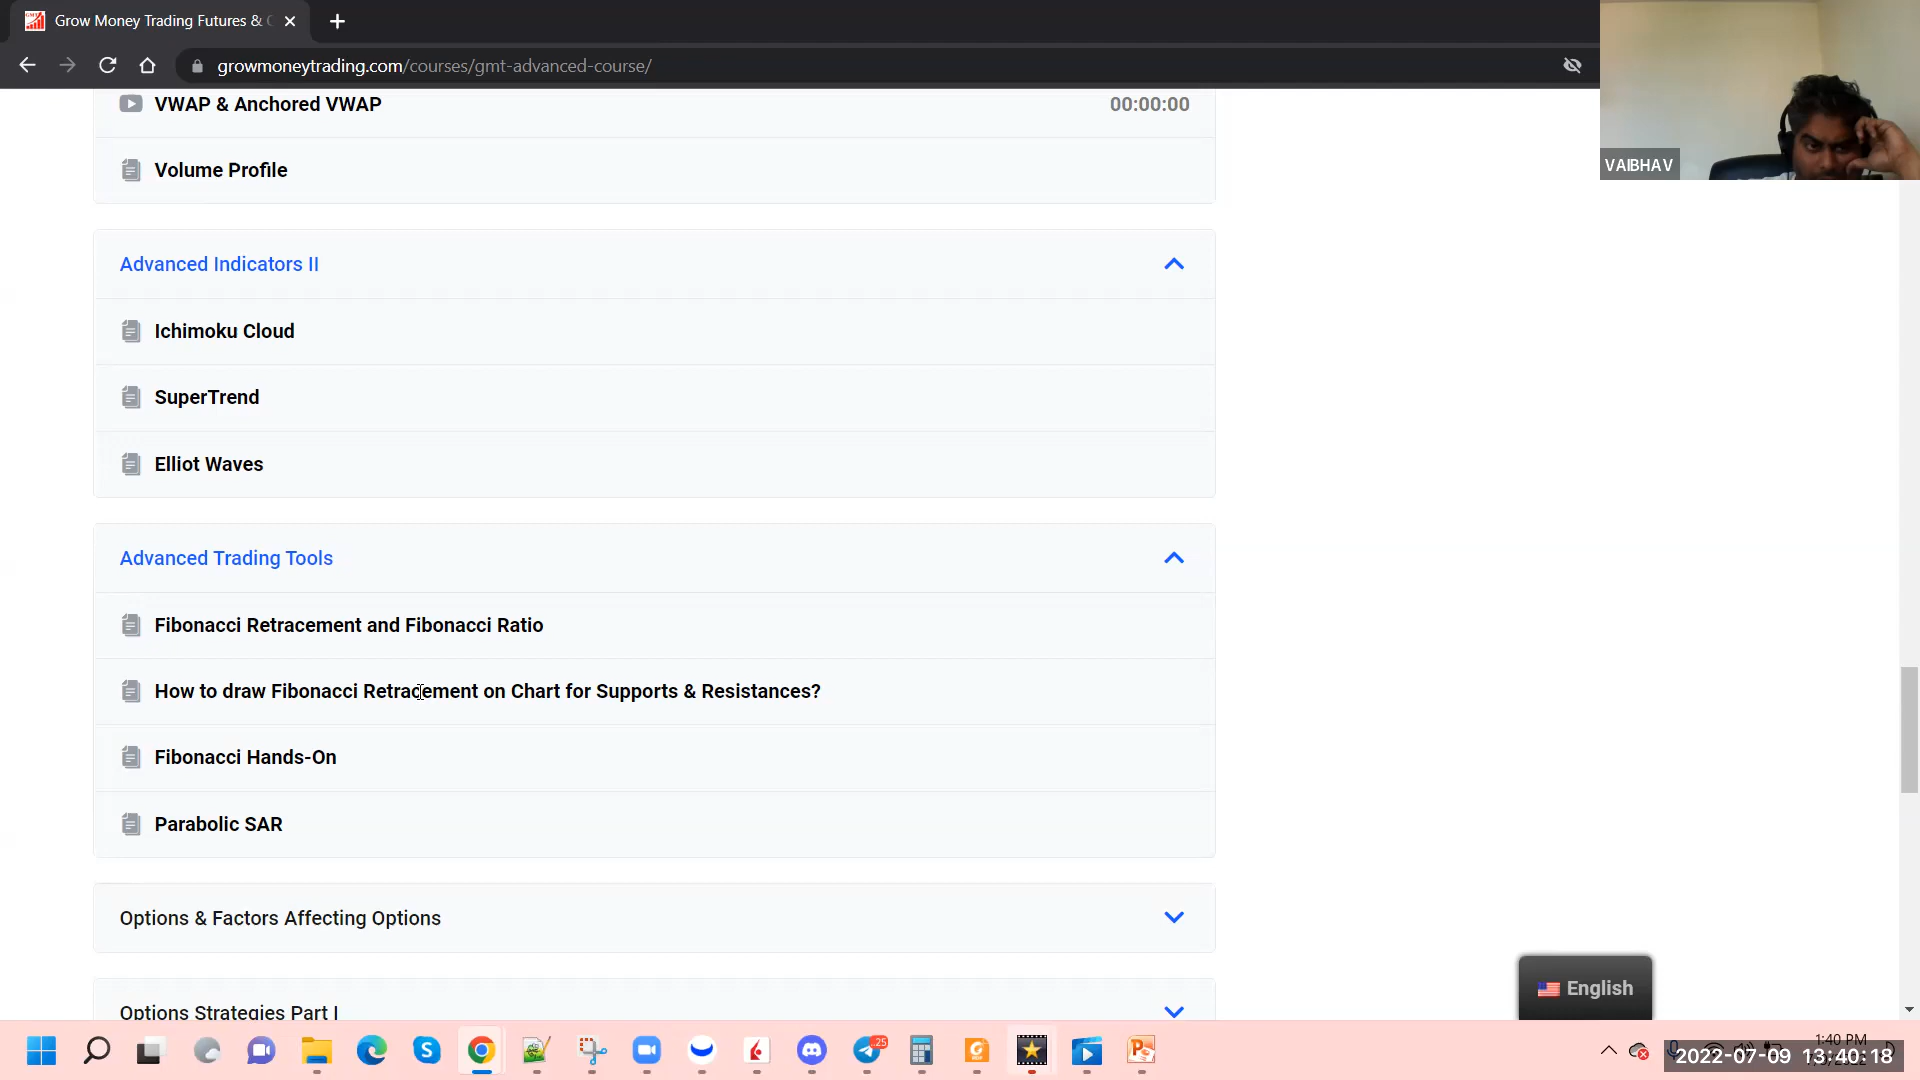 Grow Money Trading Futures &
growmoneytrading.com/courses/gmt-advanced-course/
VAIBHAV
VWAP & Anchored VWAP
00:00:00
Volume Profile
Advanced Indicators II
Ichimoku Cloud
SuperTrend
Elliot Waves
Advanced Trading Tools
Fibonacci Retracement and Fibonacci Ratio
How to draw Fibonacci Retracement on Chart for Supports & Resistances?
Fibonacci Hands-On
Parabolic SAR
Options & Factors Affecting Options
Options Strategies Part I
English
25
1:40 PM
2022-07-09 13:40:18